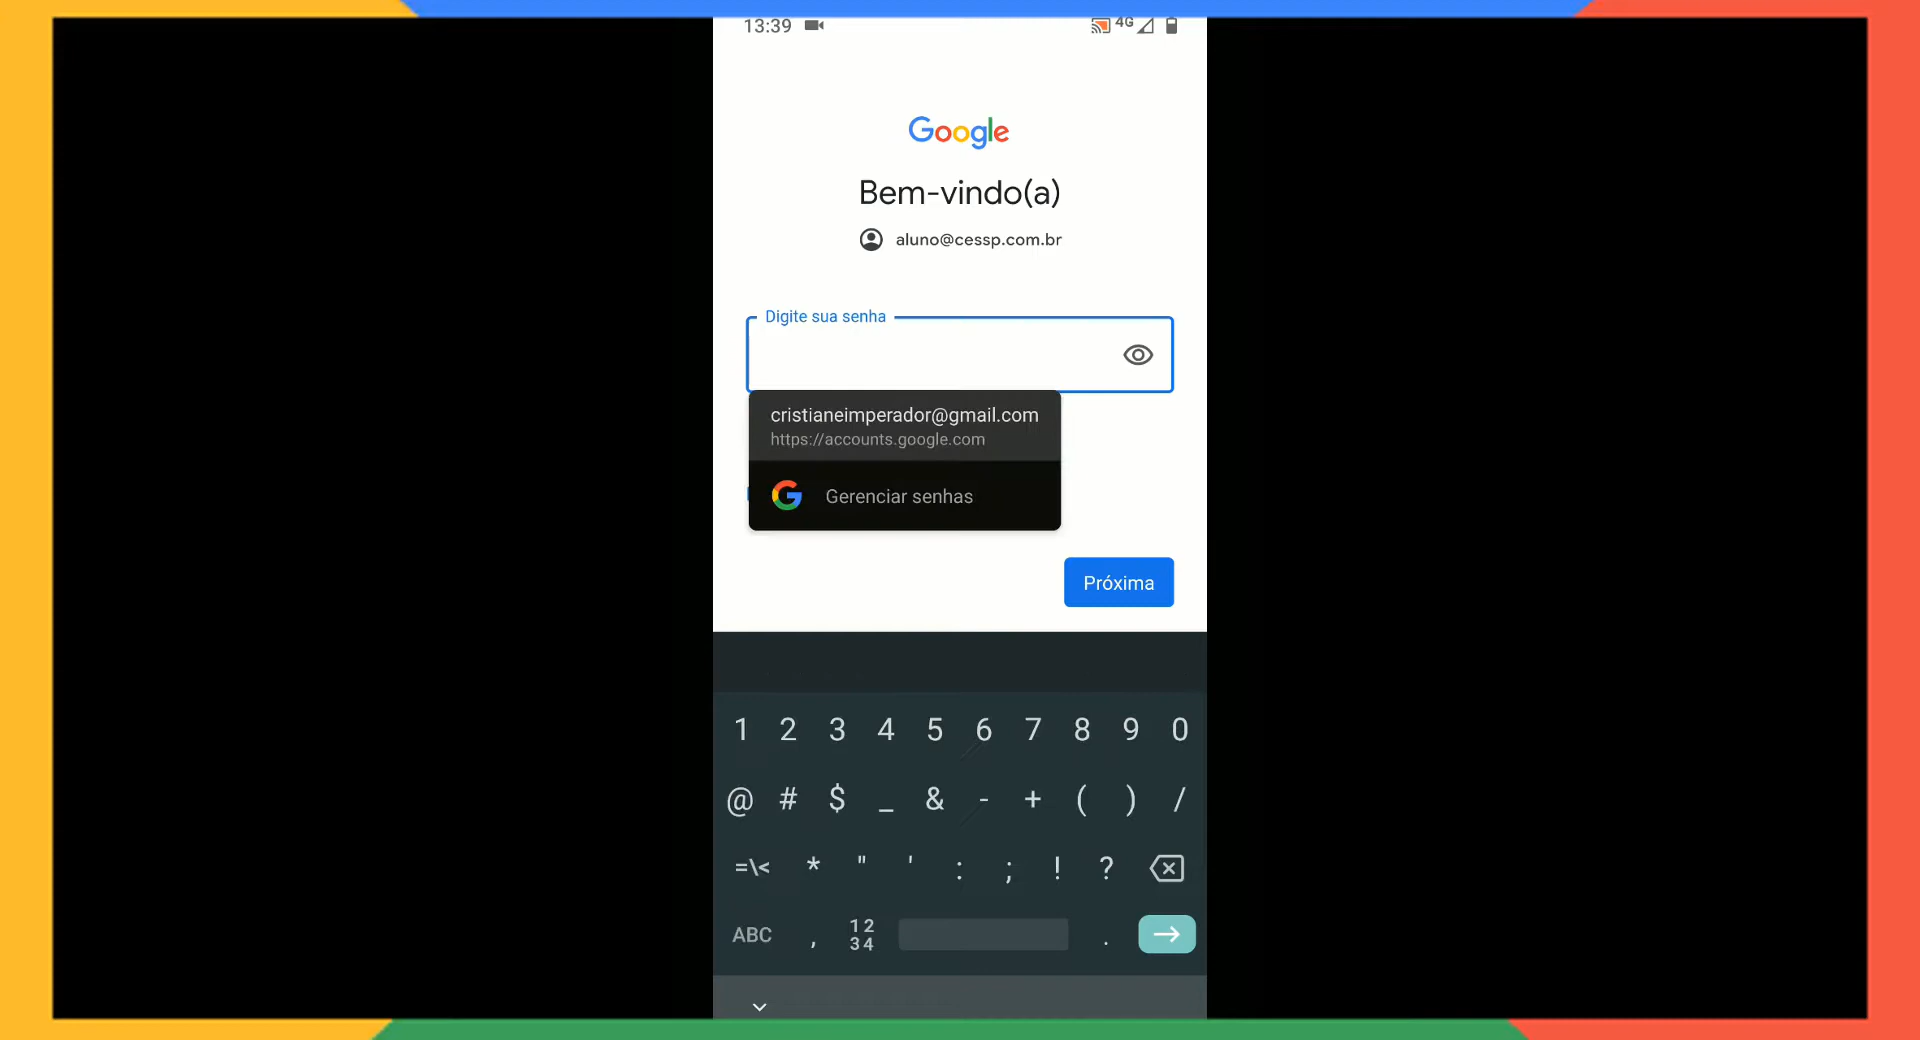 13:39 4G
Google
Bem-vindo(a)
aluno@cessp.com.br
Digite sua senha
cristianeimperador@gmail.com
https://accounts.google.com
Gerenciar senhas
Próxima
1 2 3 4 5 6 7 8 9 0
@ # $ _ & - + ( ) /
=\< * " ' : ; ! ?
ABC , 12 34 .